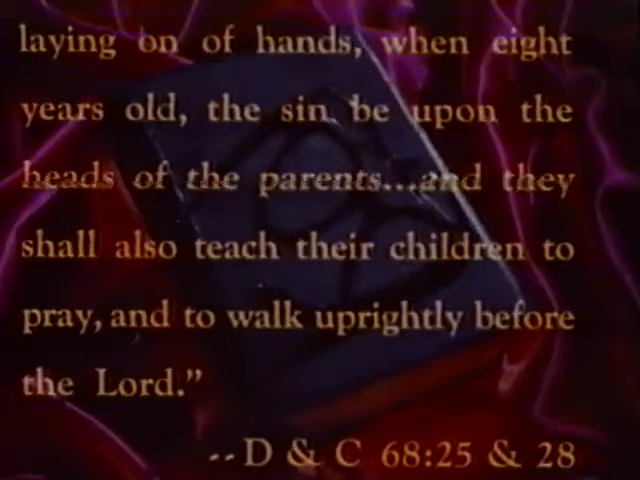 laying on of hands, when eight
years old, the sin be upon the
heads of the parents...and they
shall also teach their children to
pray, and to walk uprightly before
the Lord.”
--D & C 68:25 & 28